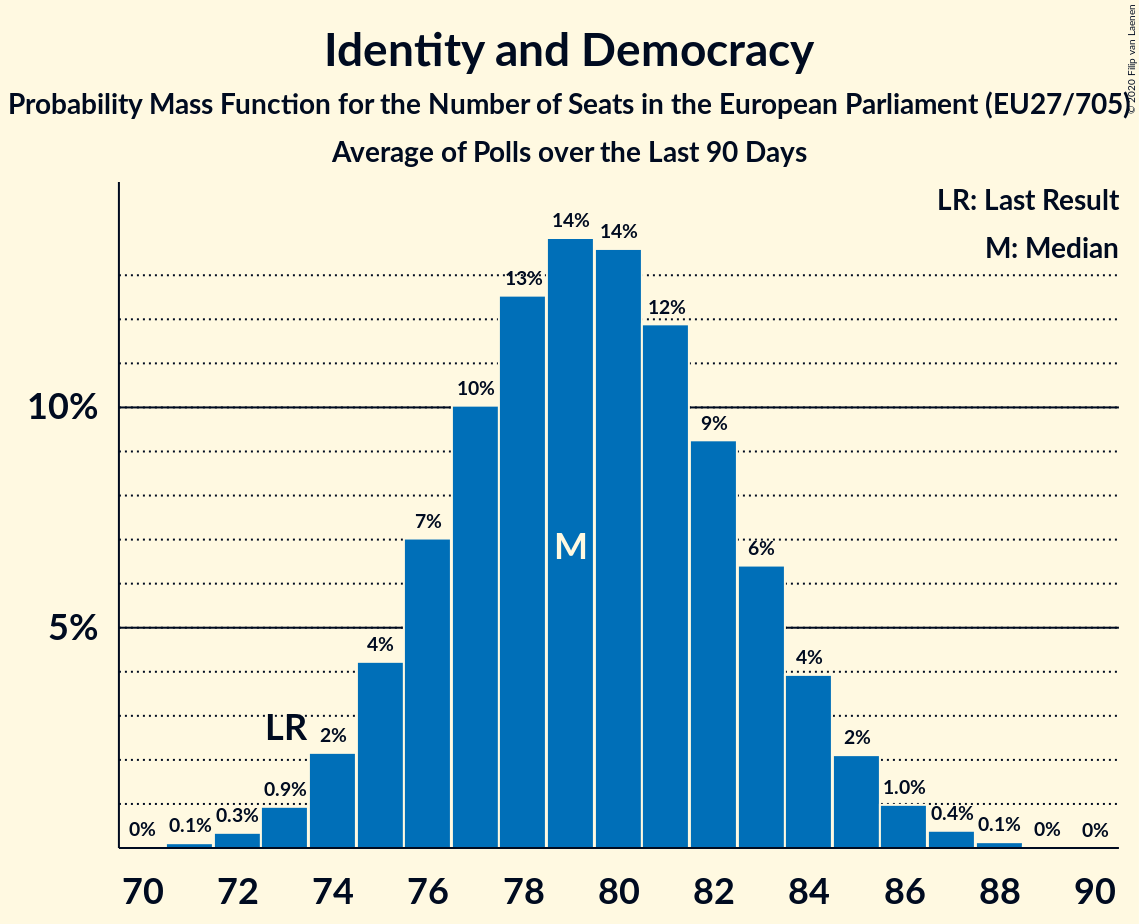 Identity and Democracy
Probability Mass Function for the Number of Seats in the European Parliament (EU27/705)
Average of Polls over the Last 90 Days
© 2020 Filip van Laenen
LR: Last Result
M: Median
14%
14%
13%
12%
10%
10%
9%
7%
M
6%
5%
4%
4%
LR
2%
2%
0.9%
1.0%
0%
0.1%
0.3%
0.4%
0.1%
0%
0%
70 72 74 76 78 80 82 84 86 88 90